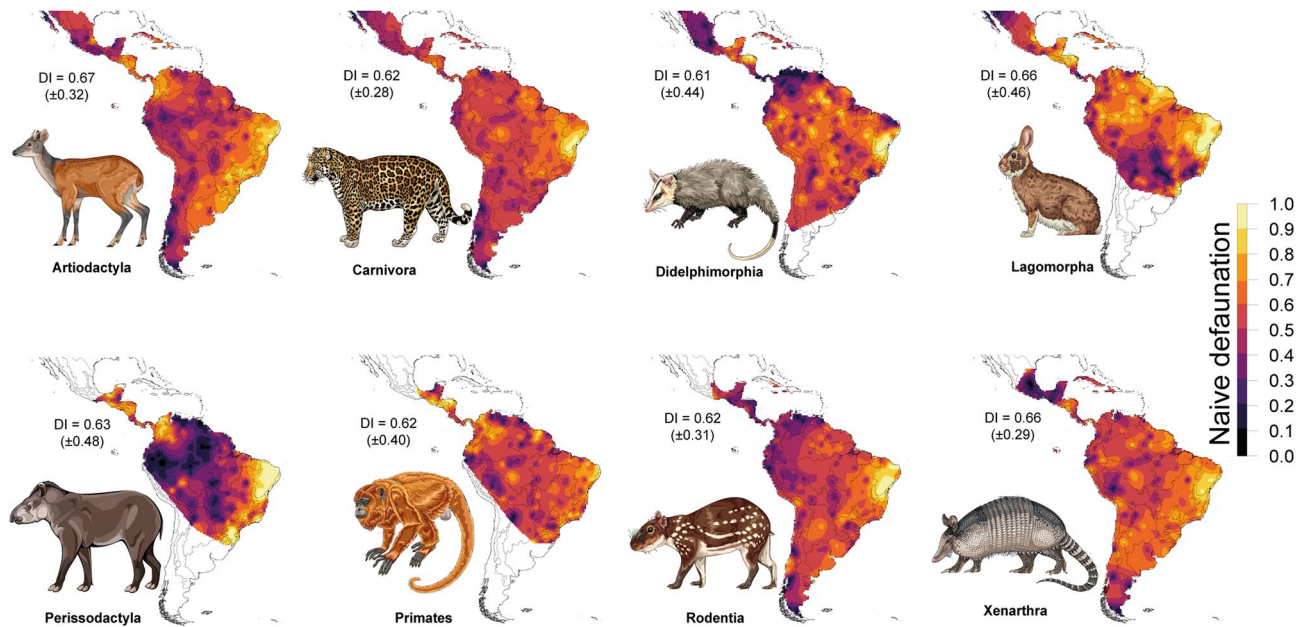 DI = 0.67
(±0.32)
Artiodactyla
DI = 0.62
(±0.28)
Carnivora
DI = 0.61
(±0.44)
Didelphimorphia
DI = 0.66
(±0.46)
Lagomorpha
DI = 0.63
(±0.48)
Perissodactyla
DI = 0.62
(±0.40)
Primates
DI = 0.62
(±0.31)
Rodentia
DI = 0.66
(±0.29)
Xenarthra
Naive defaunation
1.0
0.9
0.8
0.7
0.6
0.5
0.4
0.3
0.2
0.1
0.0